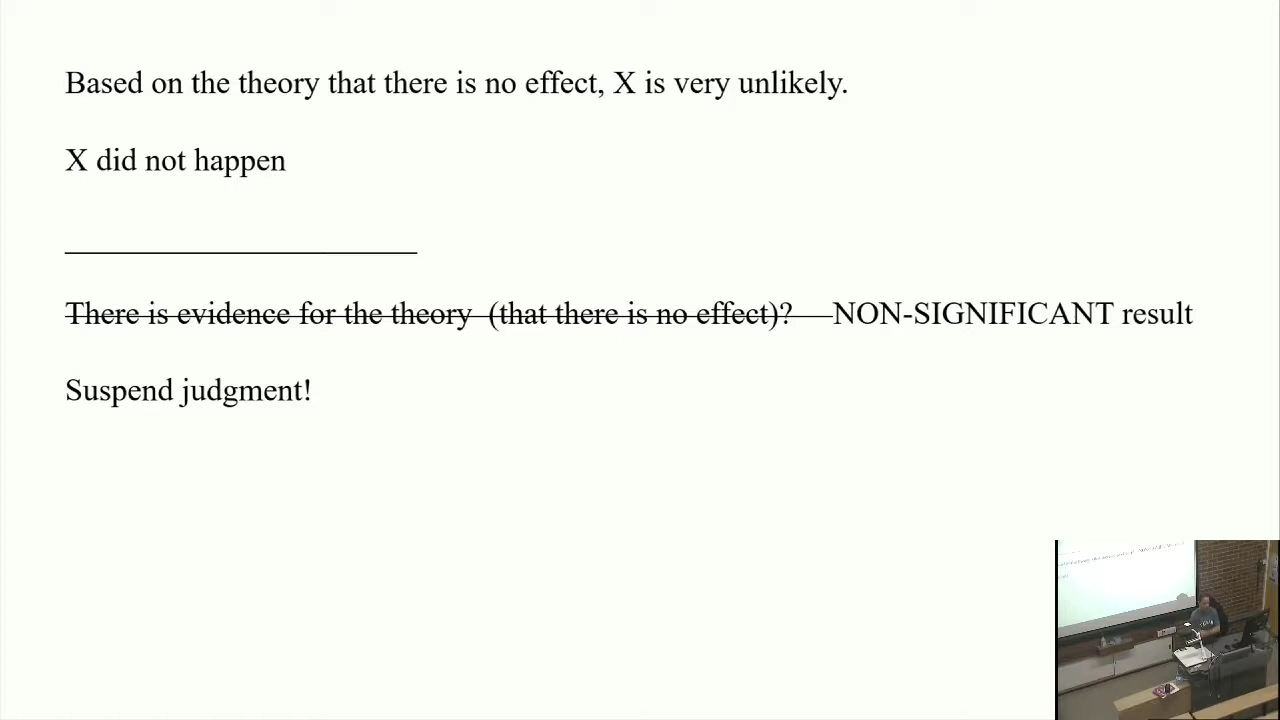 Based on the theory that there is no effect, X is very unlikely.
X did not happen
There is evidence for the theory (that there is no effect)? NON-SIGNIFICANT result
Suspend judgment!